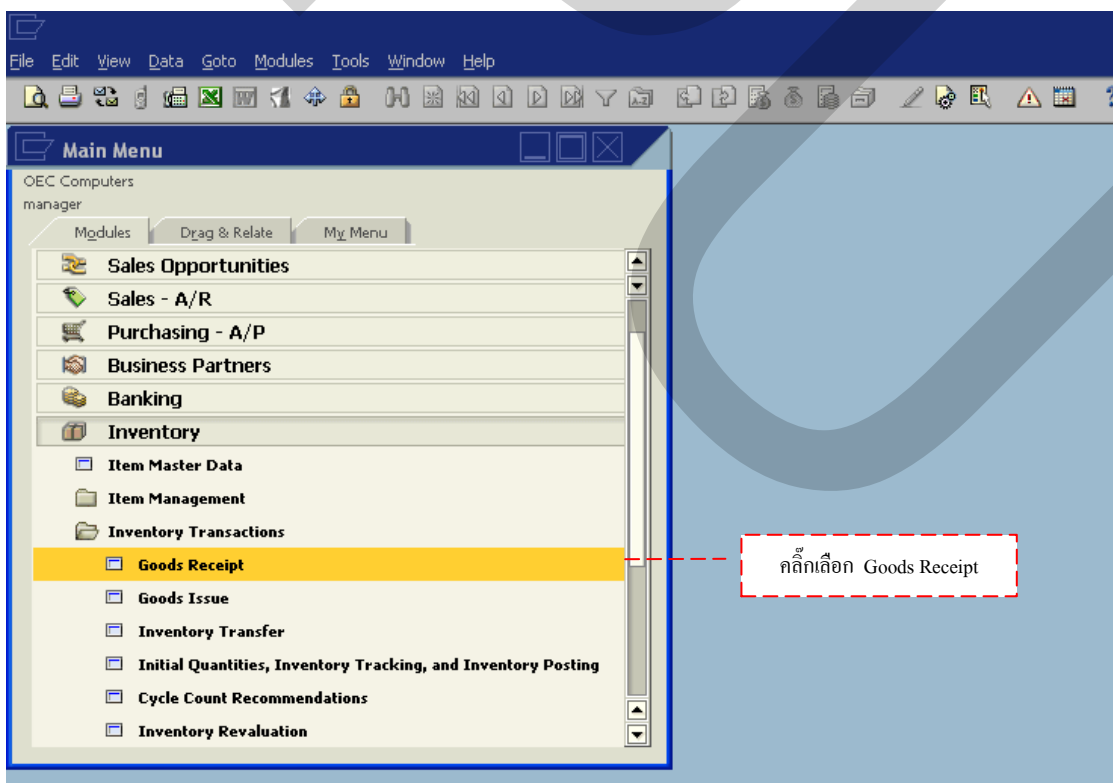 File Edit View Data Goto Modules Tools Window Help
Main Menu
OEC Computers
manager
Modules Drag & Relate My Menu
Sales Opportunities
Sales - A/R
Purchasing - A/P
Business Partners
Banking
Inventory
Item Master Data
Item Management
Inventory Transactions
Goods Receipt
คลิ๊กเลือก Goods Receipt
Goods Issue
Inventory Transfer
Initial Quantities, Inventory Tracking, and Inventory Posting
Cycle Count Recommendations
Inventory Revaluation